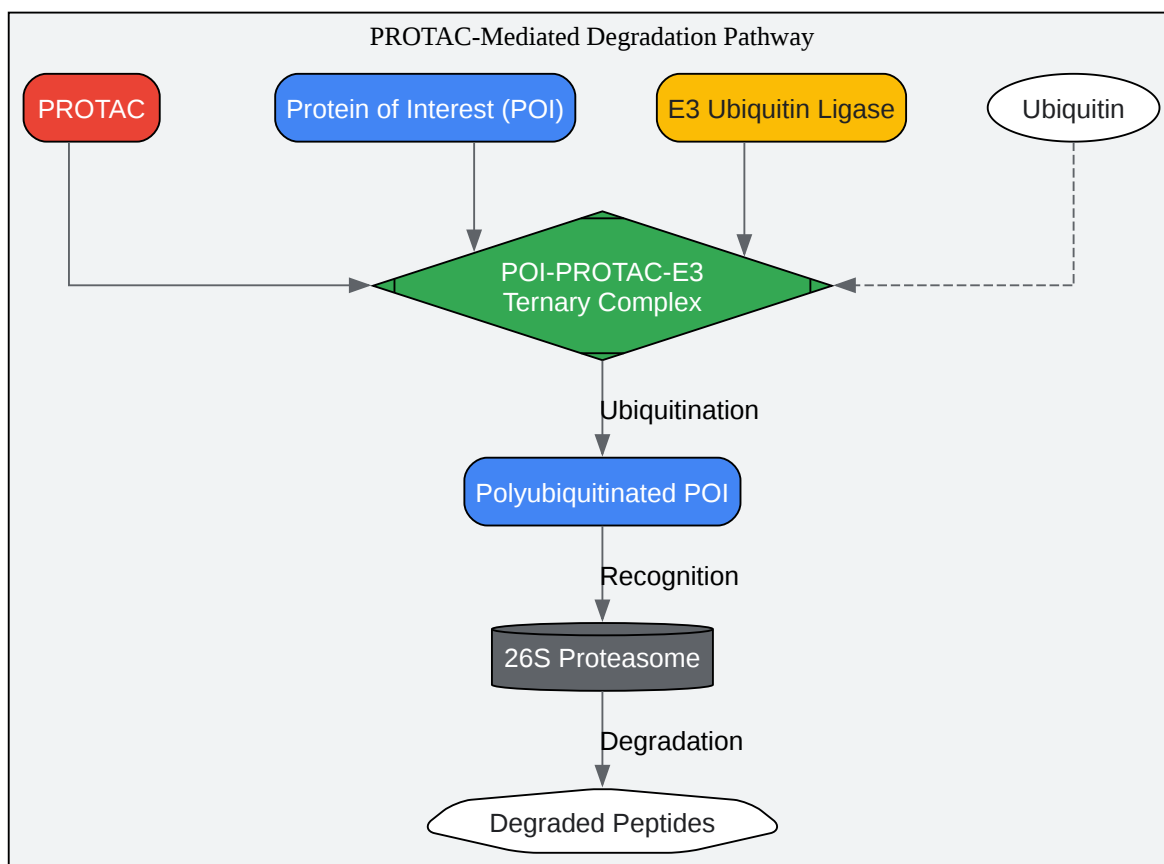 PROTAC-Mediated Degradation Pathway
PROTAC
Protein of Interest (POI)
E3 Ubiquitin Ligase
Ubiquitin
POI-PROTAC-E3
Ternary Complex
Ubiquitination
Polyubiquitinated POI
Recognition
26S Proteasome
Degradation
Degraded Peptides